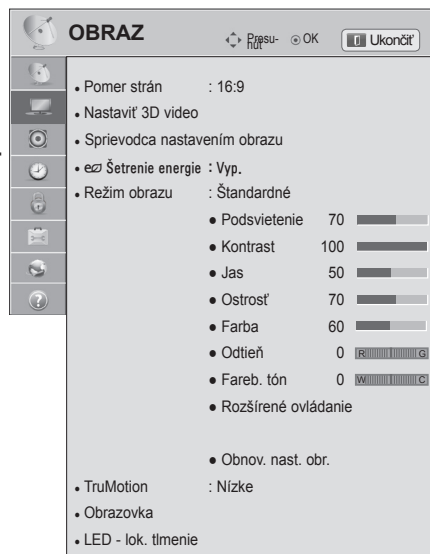 OBRAZ
Presu-
núť
OK
Ukončiť
Pomer strán : 16:9
Nastaviť 3D video
Sprievodca nastavením obrazu
Šetrenie energie : Vyp.
Režim obrazu : Štandardné
Podsvietenie 70
Kontrast 100
Jas 50
Ostrosť 70
Farba 60
Odtieň 0 R G
Fareb. tón 0 W C
Rozšírené ovládanie
Obnov. nast. obr.
TruMotion : Nízke
Obrazovka
LED - lok. tlmenie